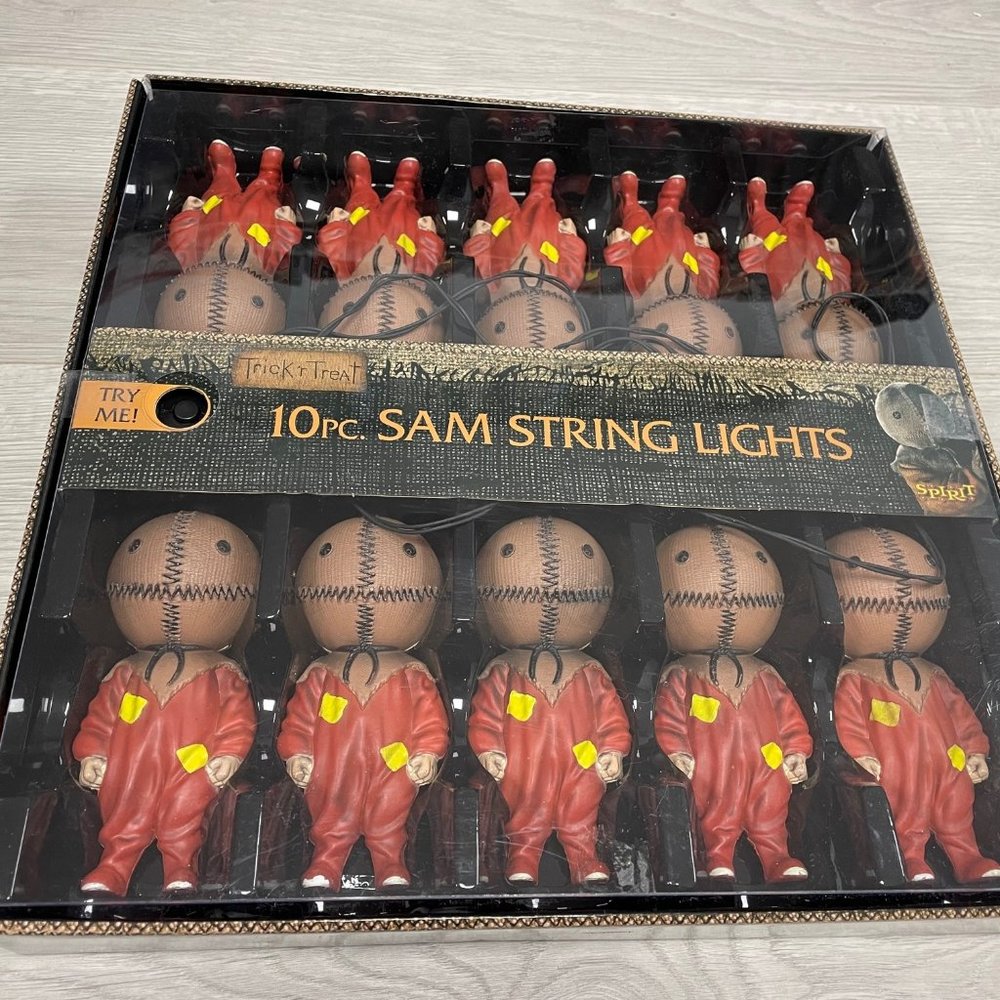 Trick 'r Treat
TRY
ME!
10PC. SAM STRING LIGHTS
SPIRIT